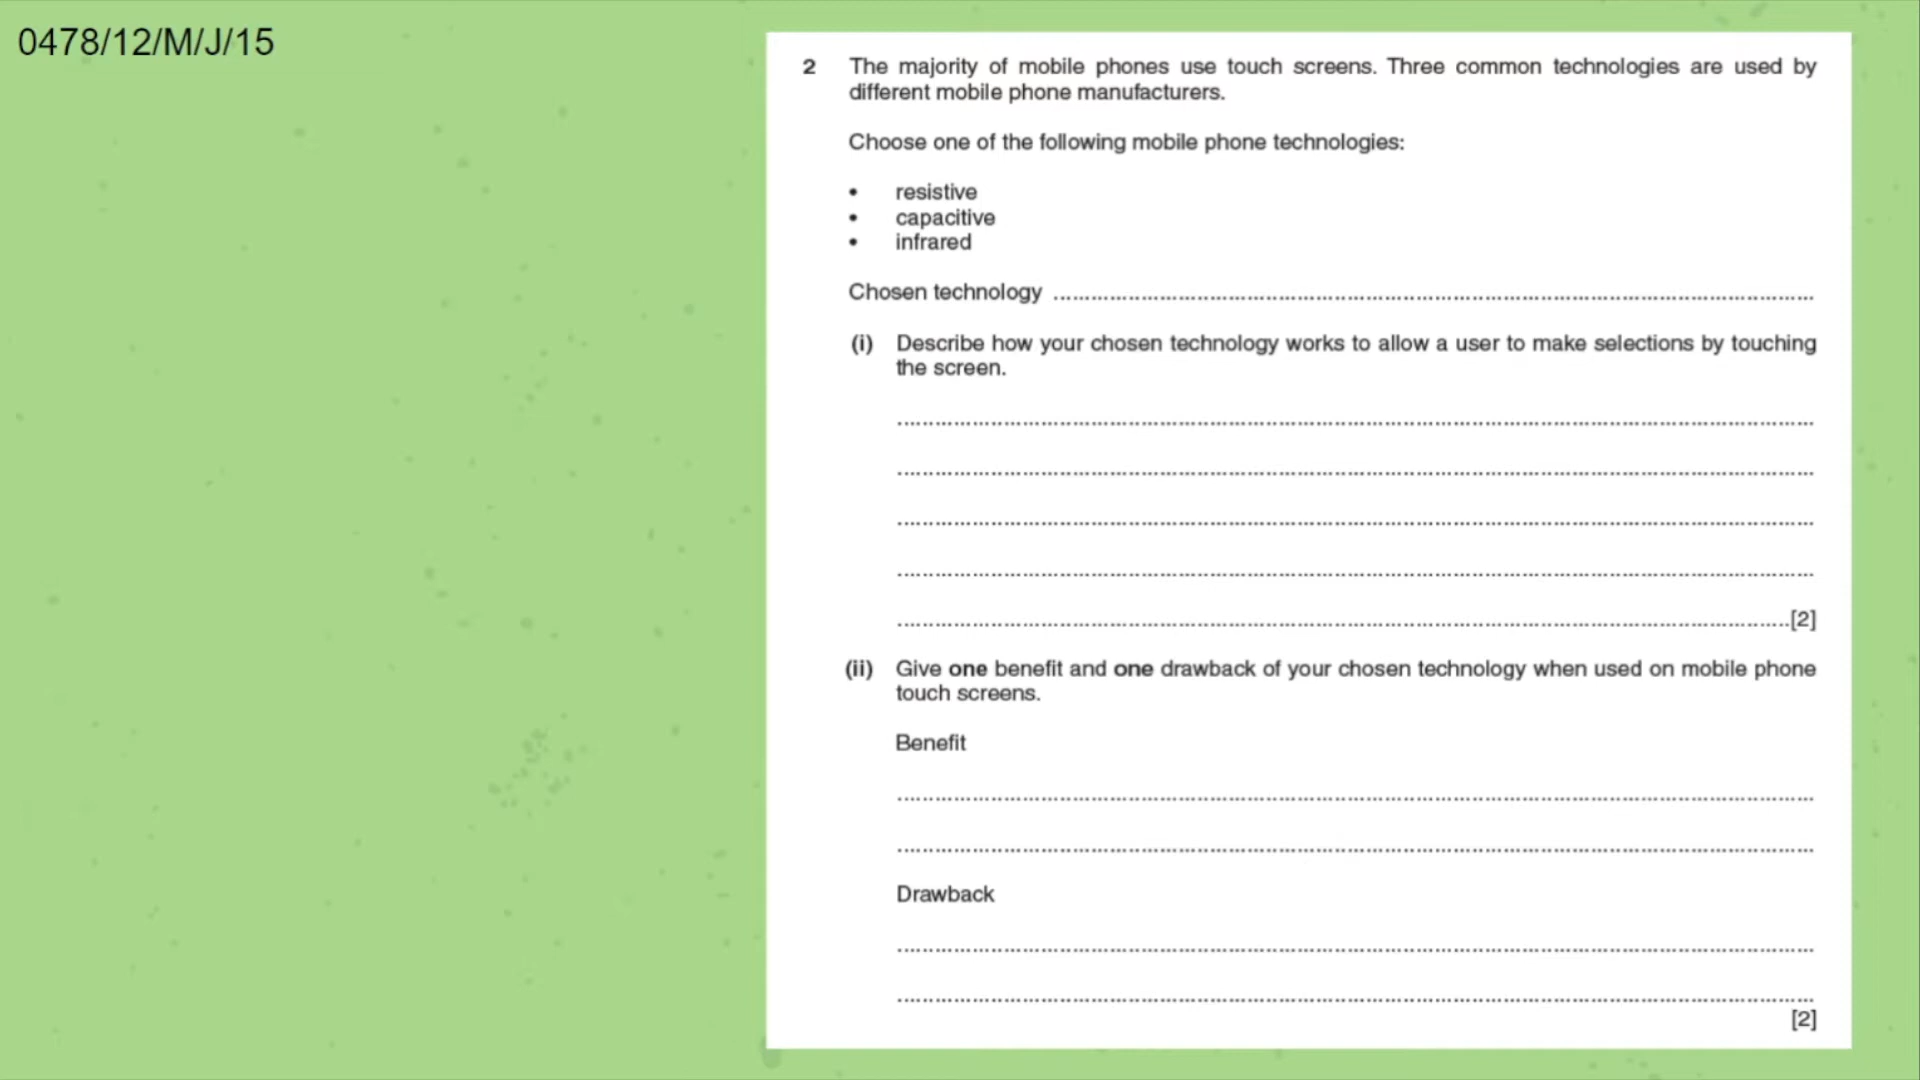 0478/12/M/J/15
2 The majority of mobile phones use touch screens. Three common technologies are used by
different mobile phone manufacturers.
Choose one of the following mobile phone technologies:
• resistive
• capacitive
• infrared
Chosen technology ................................................................
(i) Describe how your chosen technology works to allow a user to make selections by touching
the screen.
................................................................
................................................................
................................................................
................................................................
................................................................[2]
(ii) Give one benefit and one drawback of your chosen technology when used on mobile phone
touch screens.
Benefit
................................................................
................................................................
Drawback
................................................................
................................................................
[2]